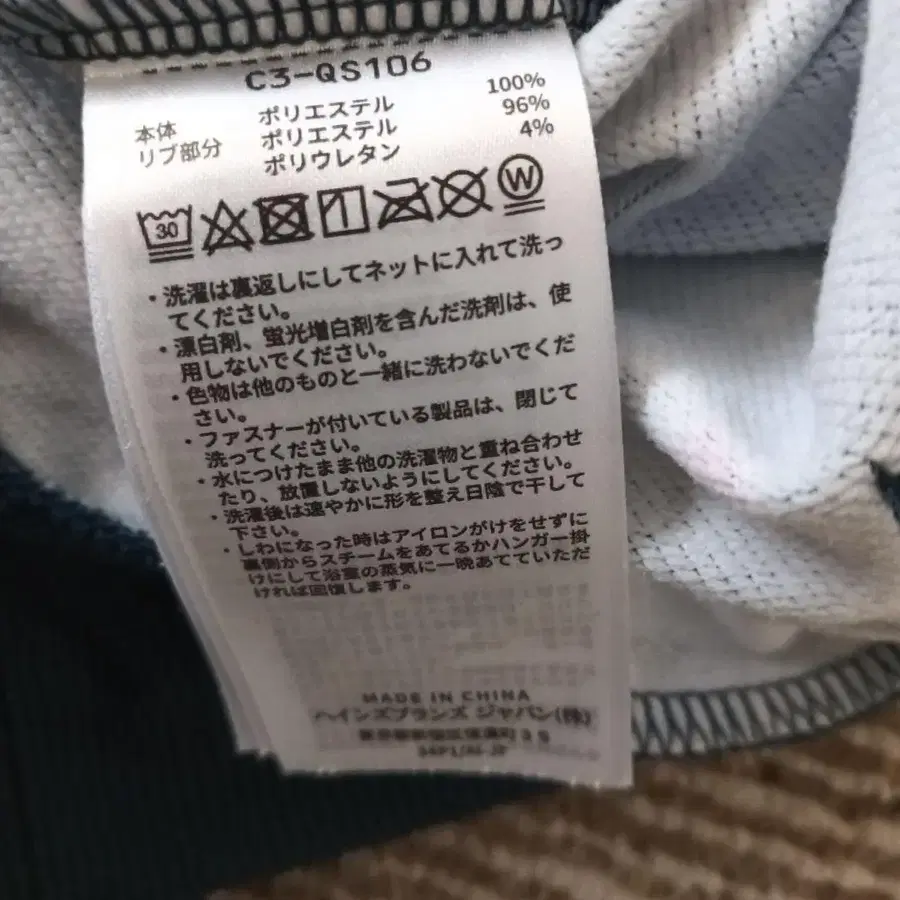 C3-QS106
本体 ポリエステル 100%
リブ部分 ポリエステル 96%
ポリウレタン 4%
30 W
・洗濯は裏返しにしてネットに入れて洗っ
てください。
・漂白剤、蛍光増白剤を含んだ洗剤は、使
用しないでください。
・色物は他のものと一緒に洗わないでくだ
さい。
・ファスナーが付いている製品は、閉じて
洗ってください。
・水につけたまま他の洗濯物と重ね合わせ
たり、放置しないようにしてください。
・洗濯後は速やかに形を整え日陰で干して
下さい。
・しわになった時はアイロンがけをせずに
裏側からスチームをあてるかハンガー掛
けにして浴室の蒸気に一晩あてていただ
ければ回復します。
MADE IN CHINA
ヘインズブランズ ジャパン(株)